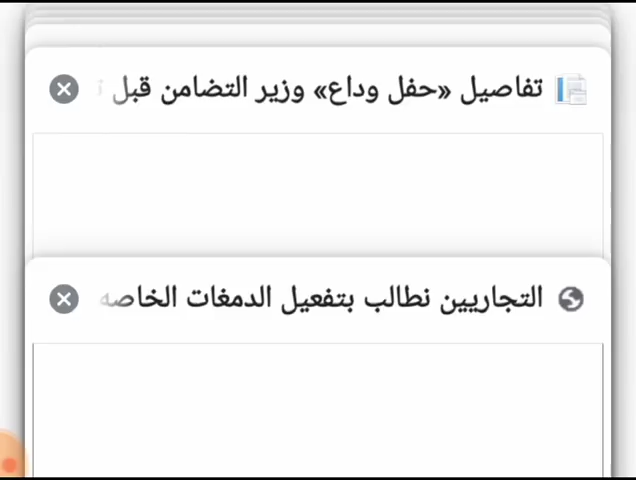 تفاصيل «حفل وداع» وزير التضامن قبل
التجاريين نطالب بتفعيل الدمغات الخاصه